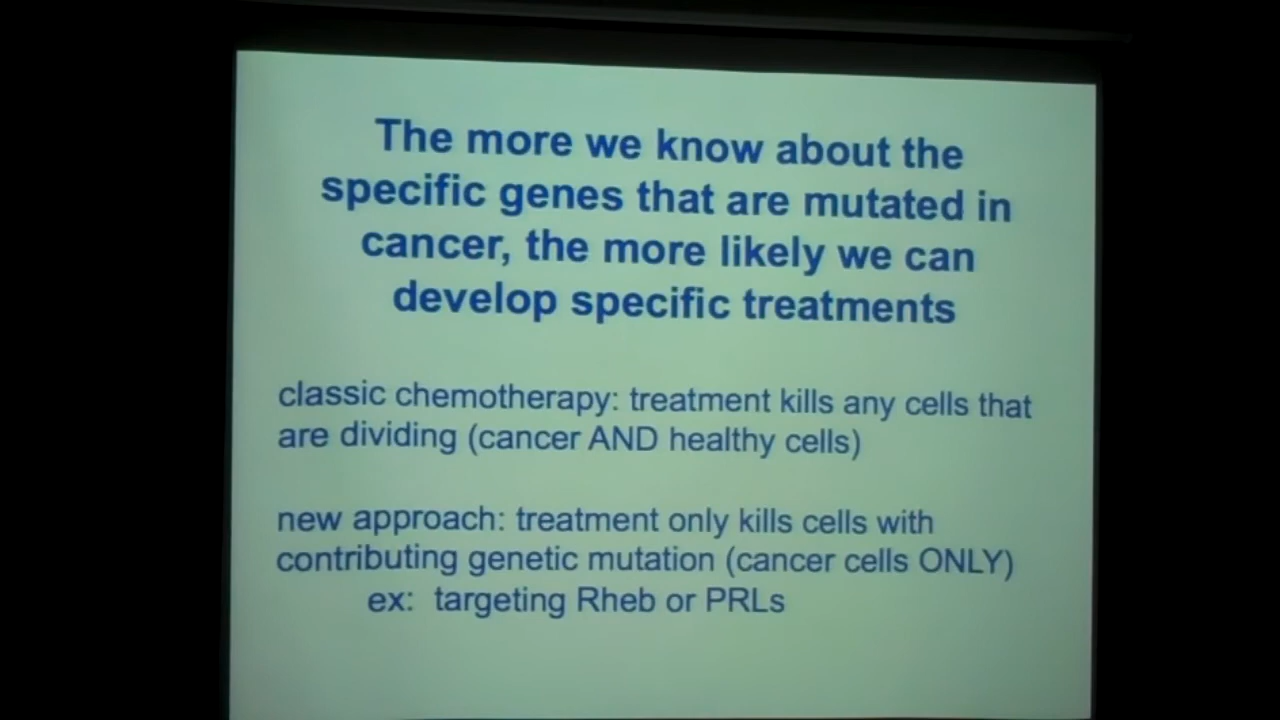 The more we know about the
specific genes that are mutated in
cancer, the more likely we can
develop specific treatments
classic chemotherapy: treatment kills any cells that
are dividing (cancer AND healthy cells)
new approach: treatment only kills cells with
contributing genetic mutation (cancer cells ONLY)
ex: targeting Rheb or PRLs